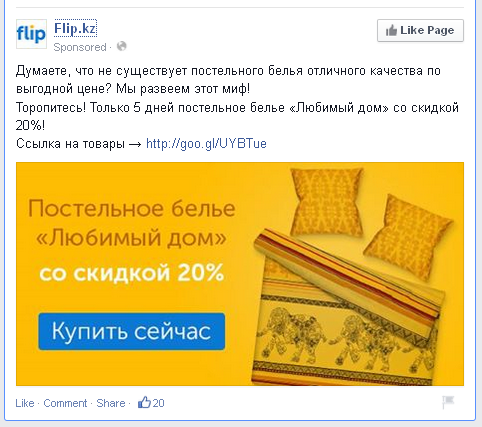 flip
Flip.kz
Sponsored ·
Like Page
Думаете, что не существует постельного белья отличного качества по
выгодной цене? Мы развеем этот миф!
Торопитесь! Только 5 дней постельное белье «Любимый дом» со скидкой
20%!
Ссылка на товары → http://goo.gl/UYBTue
Постельное белье
«Любимый дом»
со скидкой 20%
Купить сейчас
Like · Comment · Share · 20